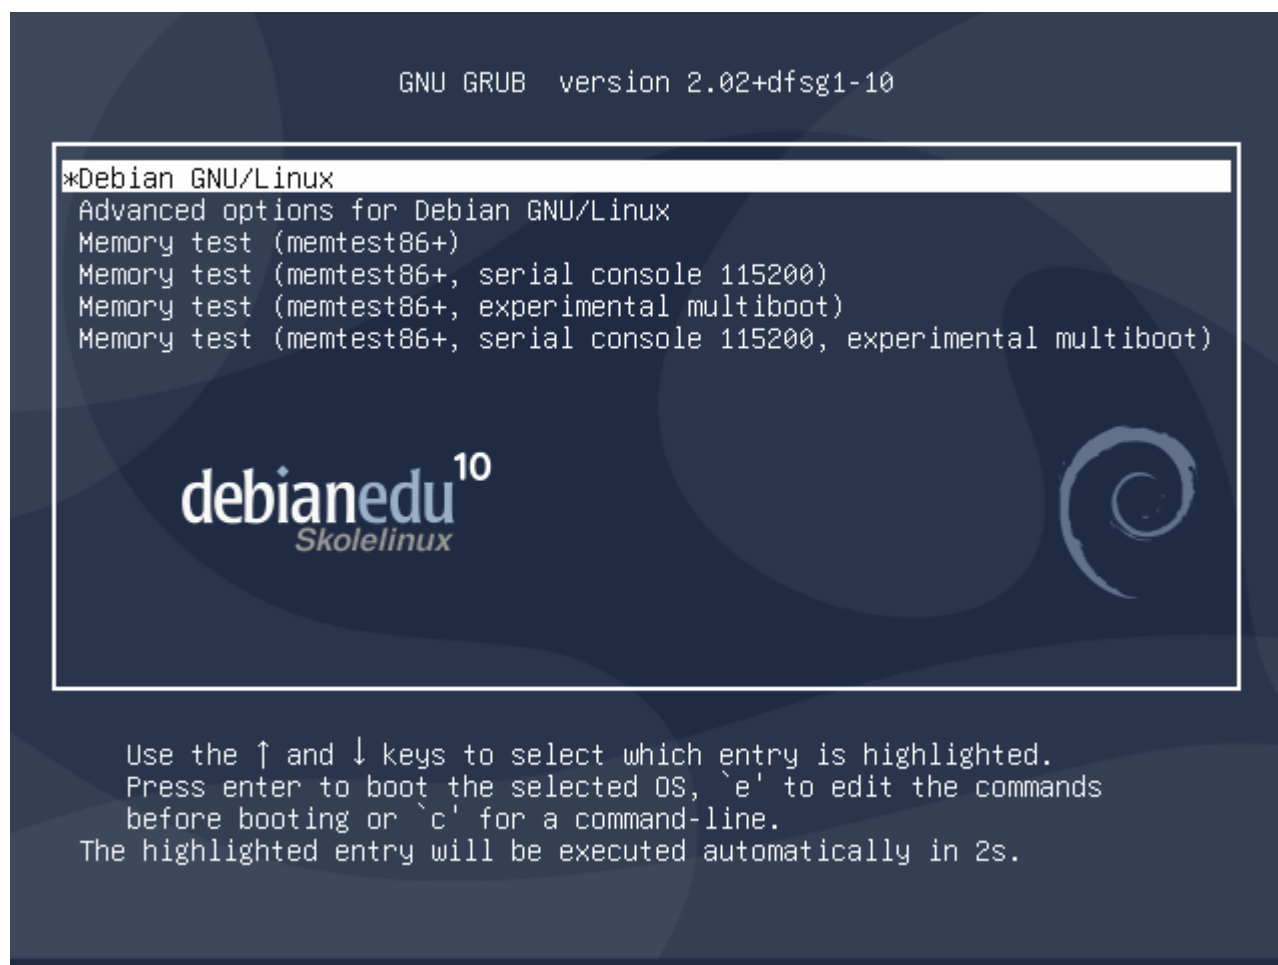 GNU GRUB  version 2.02+dfsg1-10
*Debian GNU/Linux
Advanced options for Debian GNU/Linux
Memory test (memtest86+)
Memory test (memtest86+, serial console 115200)
Memory test (memtest86+, experimental multiboot)
Memory test (memtest86+, serial console 115200, experimental multiboot)
debianedu10
Skolelinux
Use the ↑ and ↓ keys to select which entry is highlighted.
Press enter to boot the selected OS, `e' to edit the commands
before booting or `c' for a command-line.
The highlighted entry will be executed automatically in 2s.